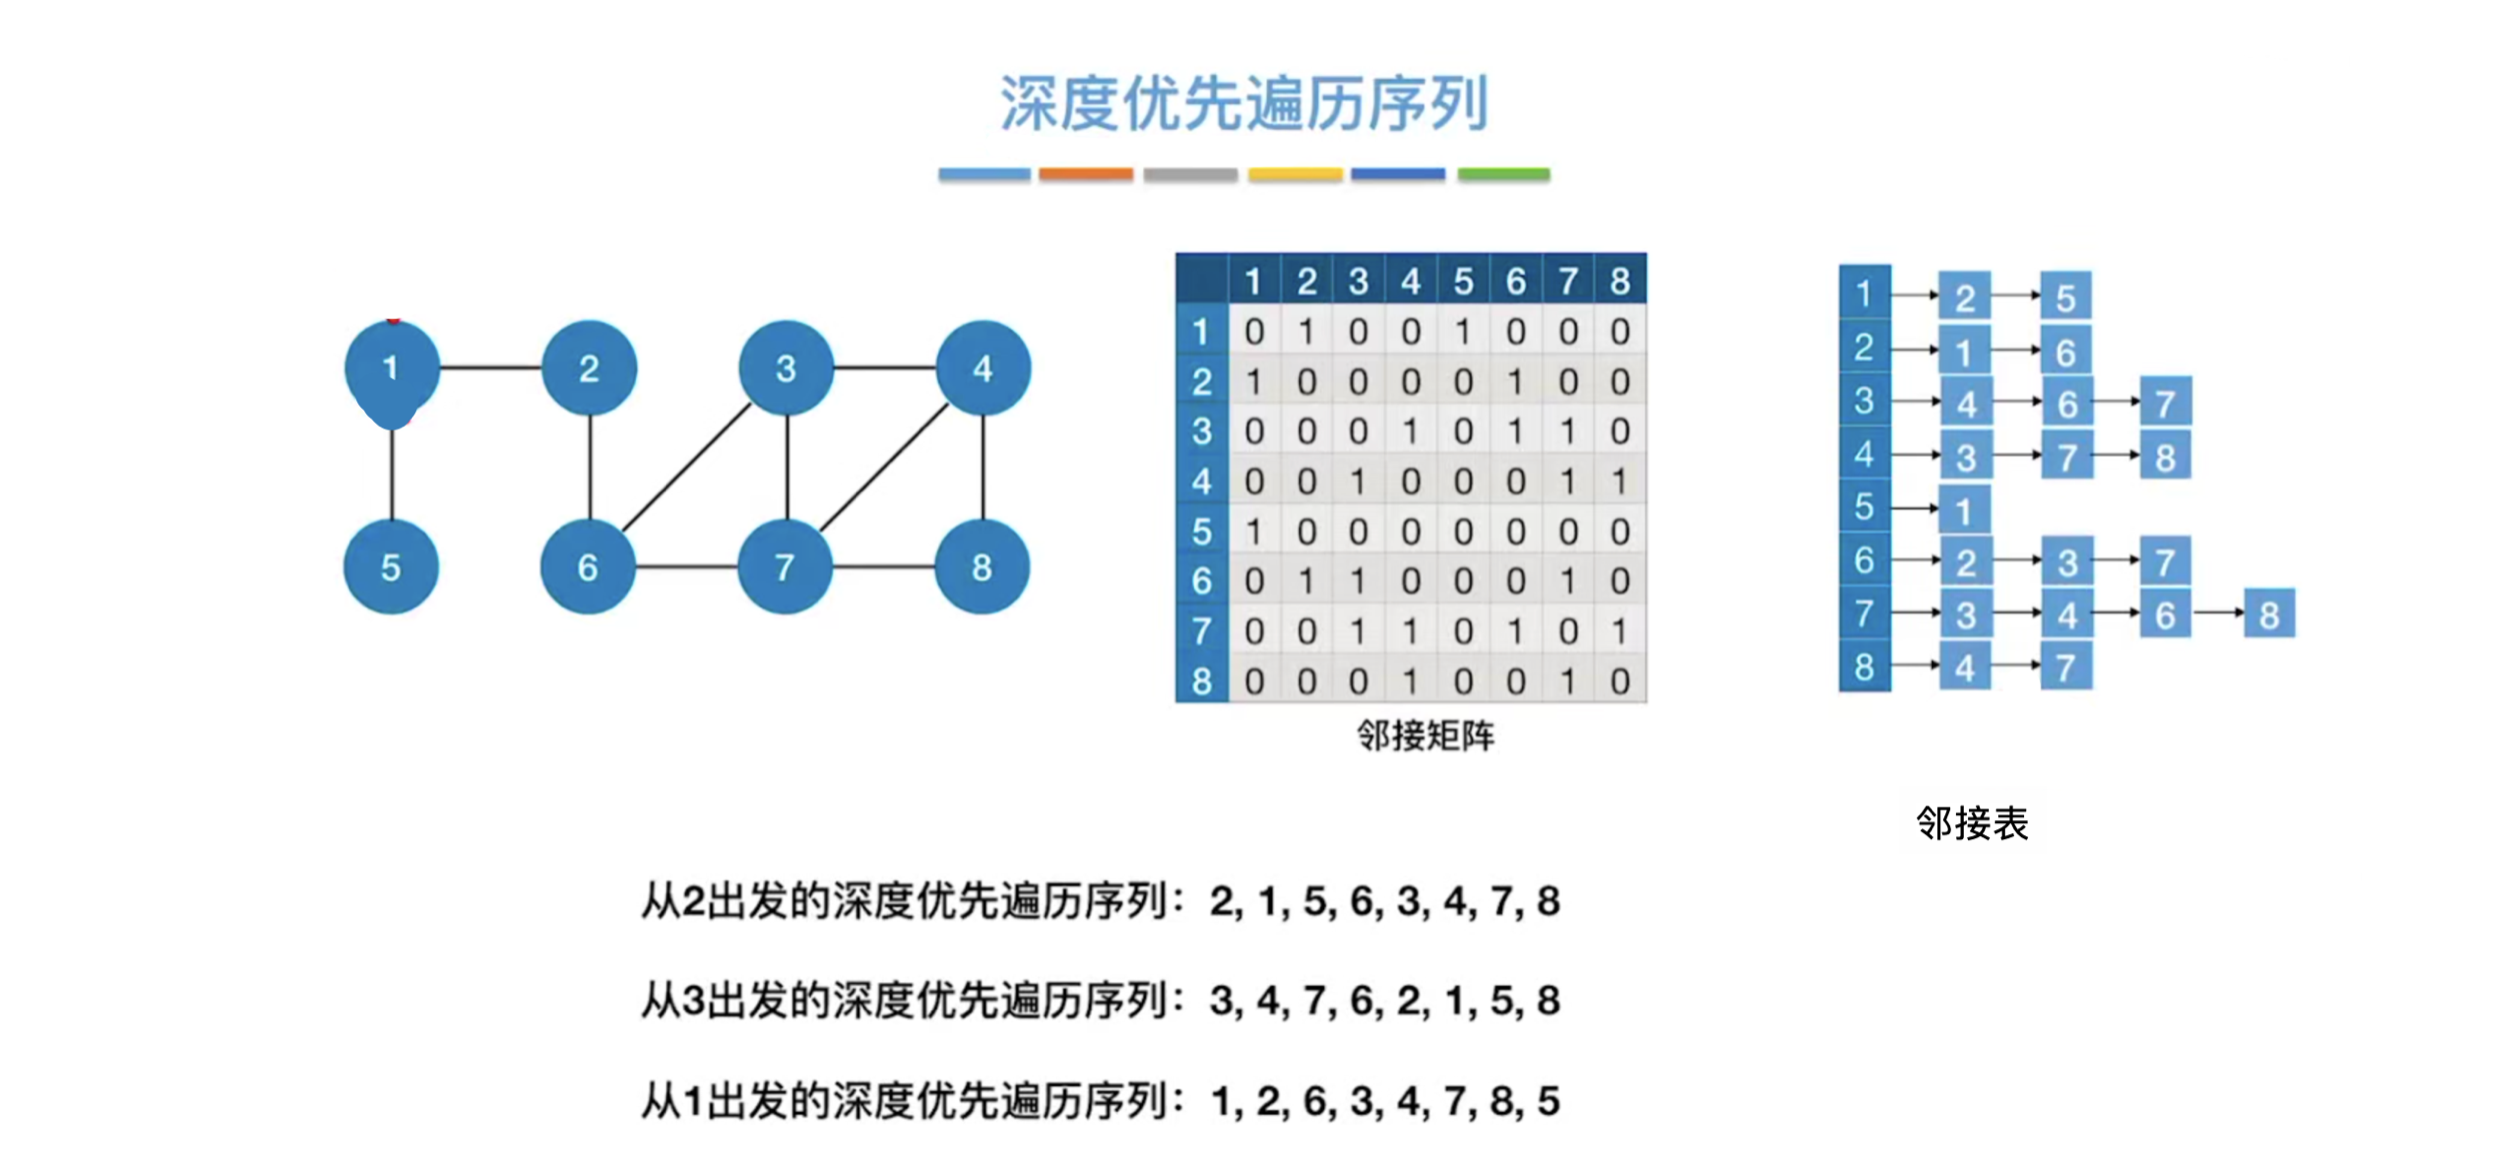 深度优先遍历序列
1 2 3 4
5 6 7 8
1 2 3 4 5 6 7 8
1 0 1 0 0 1 0 0 0
2 1 0 0 0 0 1 0 0
3 0 0 0 1 0 1 1 0
4 0 0 1 0 0 0 1 1
5 1 0 0 0 0 0 0 0
6 0 1 1 0 0 0 1 0
7 0 0 1 1 0 1 0 1
8 0 0 0 1 0 0 1 0
邻接矩阵
1 2 5
2 1 6
3 4 6 7
4 3 7 8
5 1
6 2 3 7
7 3 4 6 8
8 4 7
邻接表
从2出发的深度优先遍历序列：2, 1, 5, 6, 3, 4, 7, 8
从3出发的深度优先遍历序列：3, 4, 7, 6, 2, 1, 5, 8
从1出发的深度优先遍历序列：1, 2, 6, 3, 4, 7, 8, 5